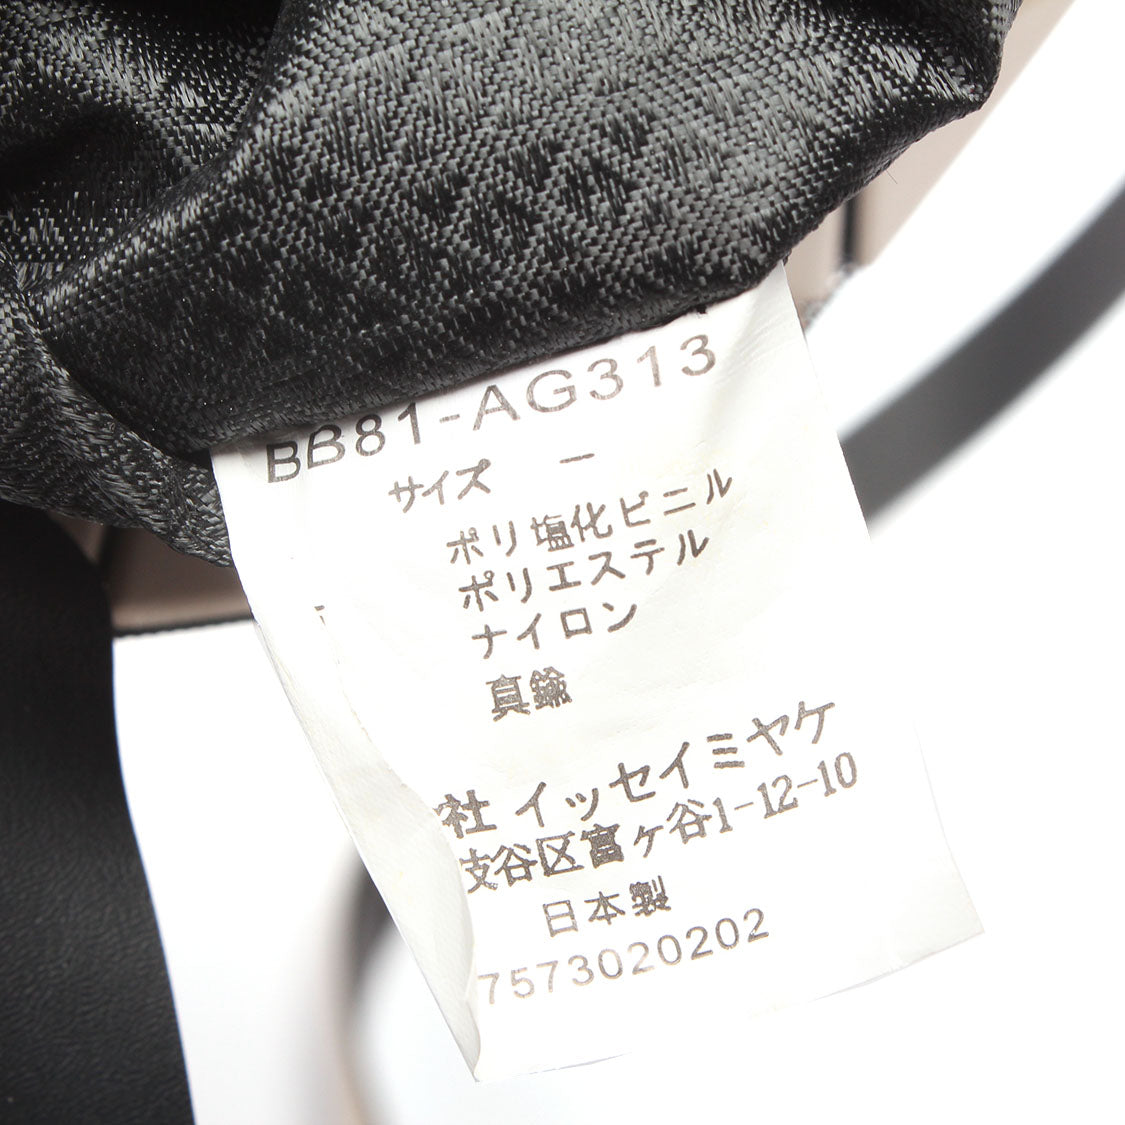 BB81-AG313
サイズ －
ポリ塩化ビニル
ポリエステル
ナイロン
真鍮
社 イッセイミヤケ
谷区富ヶ谷1-12-10
日本製
7573020202